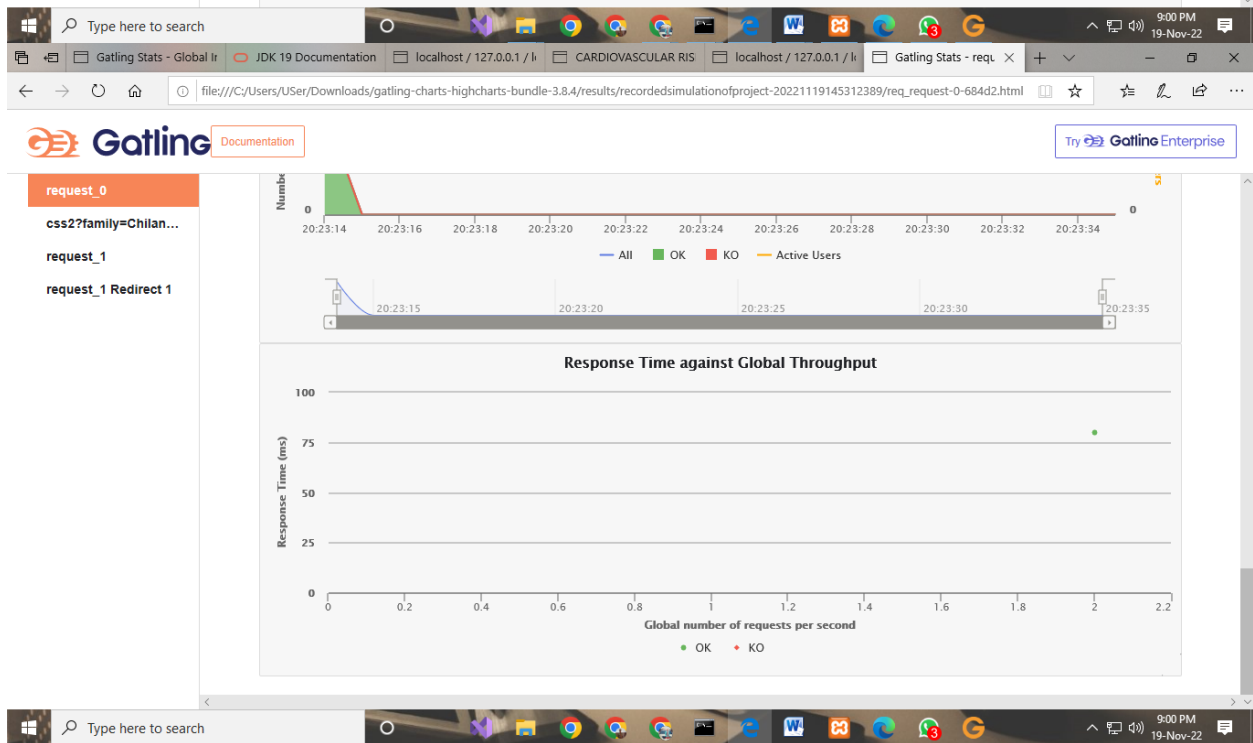 Type here to search
3
9:00 PM
19-Nov-22
Gatling Stats - Global Ir
JDK 19 Documentation
localhost / 127.0.0.1 / l
CARDIOVASCULAR RIS
localhost / 127.0.0.1 / l
Gatling Stats - requ
file:///C:/Users/USer/Downloads/gatling-charts-highcharts-bundle-3.8.4/results/recordedsimulationofproject-20221119145312389/req_request-0-684d2.html
Gatling
Documentation
Try Gatling Enterprise
request_0
css2?family=Chilan...
request_1
request_1 Redirect 1
Numbe
rs
0
0
20:23:14 20:23:16 20:23:18 20:23:20 20:23:22 20:23:24 20:23:26 20:23:28 20:23:30 20:23:32 20:23:34
All OK KO Active Users
20:23:15 20:23:20 20:23:25 20:23:30 20:23:35
Response Time against Global Throughput
Response Time (ms)
100
75
50
25
0
0 0.2 0.4 0.6 0.8 1 1.2 1.4 1.6 1.8 2 2.2
Global number of requests per second
OK KO
Type here to search
3
9:00 PM
19-Nov-22